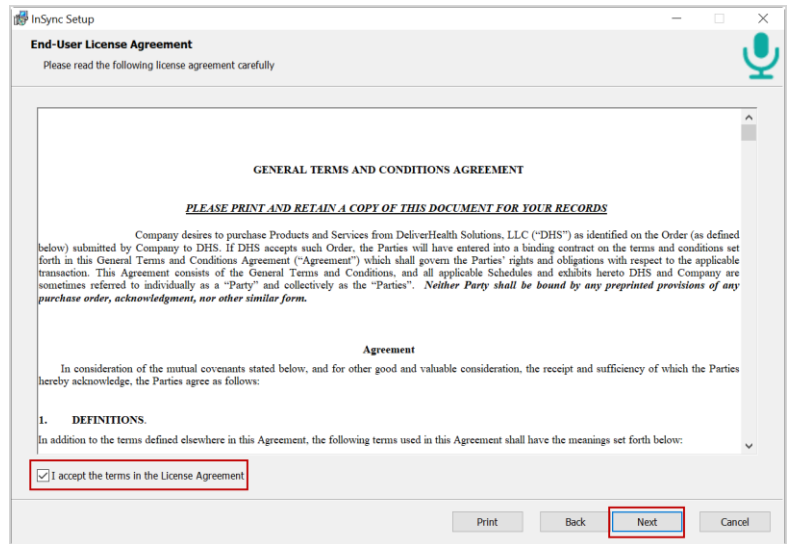 InSync Setup
End-User License Agreement
Please read the following license agreement carefully
GENERAL TERMS AND CONDITIONS AGREEMENT
PLEASE PRINT AND RETAIN A COPY OF THIS DOCUMENT FOR YOUR RECORDS
Company desires to purchase Products and Services from DeliverHealth Solutions, LLC (“DHS”) as identified on the Order (as defined
below) submitted by Company to DHS. If DHS accepts such Order, the Parties will have entered into a binding contract on the terms and conditions set
forth in this General Terms and Conditions Agreement (“Agreement”) which shall govern the Parties’ rights and obligations with respect to the applicable
transaction. This Agreement consists of the General Terms and Conditions, and all applicable Schedules and exhibits hereto DHS and Company are
sometimes referred to individually as a “Party” and collectively as the “Parties”. Neither Party shall be bound by any preprinted provisions of any
purchase order, acknowledgment, nor other similar form.
Agreement
In consideration of the mutual covenants stated below, and for other good and valuable consideration, the receipt and sufficiency of which the Parties
hereby acknowledge, the Parties agree as follows:
1. DEFINITIONS.
In addition to the terms defined elsewhere in this Agreement, the following terms used in this Agreement shall have the meanings set forth below:
I accept the terms in the License Agreement
Print Back Next Cancel